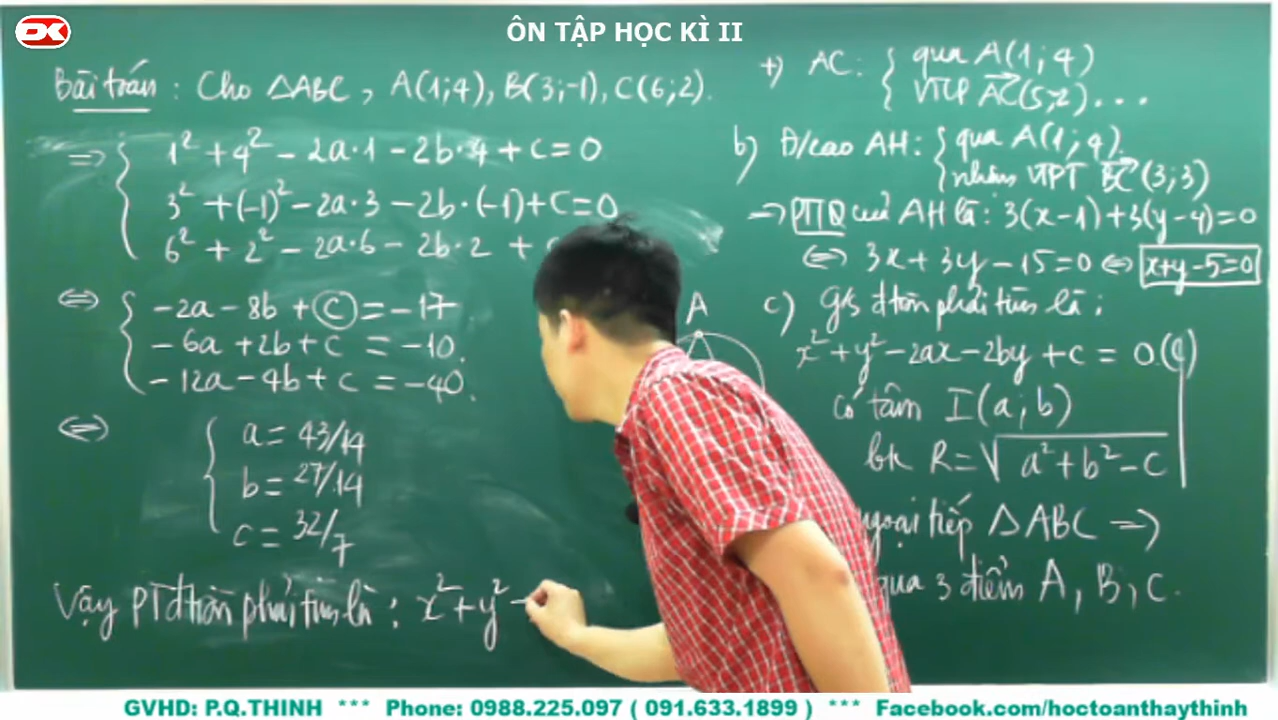 DK
ÔN TẬP HỌC KÌ II
Bài toán : Cho ΔABC, A(1;4), B(3;-1), C(6;2).
=> { 1² + 4² - 2a·1 - 2b·4 + c = 0
3² + (-1)² - 2a·3 - 2b·(-1) + c = 0
6² + 2² - 2a·6 - 2b·2 +
<=> { -2a - 8b + c = -17
-6a + 2b + c = -10.
-12a - 4b + c = -40.
<=> { a = 43/14
b = 27/14
c = 32/7
Vậy PT đtròn phải tìm là : x² + y² -
A
+) AC: { qua A(1;4)
VTCP AC(5;-2)...
b) Đ/cao AH: { qua A(1;4).
nhận VTPT BC(3;3)
=> PTTQ của AH là: 3(x-1)+3(y-4)=0
<=> 3x + 3y - 15 = 0 <=> x+y-5=0
c) G/s đtròn phải tìm là:
x² + y² - 2ax - 2by + c = 0. (1)
có tâm I(a;b)
bk R = √a² + b² - c
ngoại tiếp ΔABC =>
qua 3 điểm A, B, C.
GVHD: P.Q.THINH *** Phone: 0988.225.097 ( 091.633.1899 ) *** Facebook.com/hoctoanthaythinh